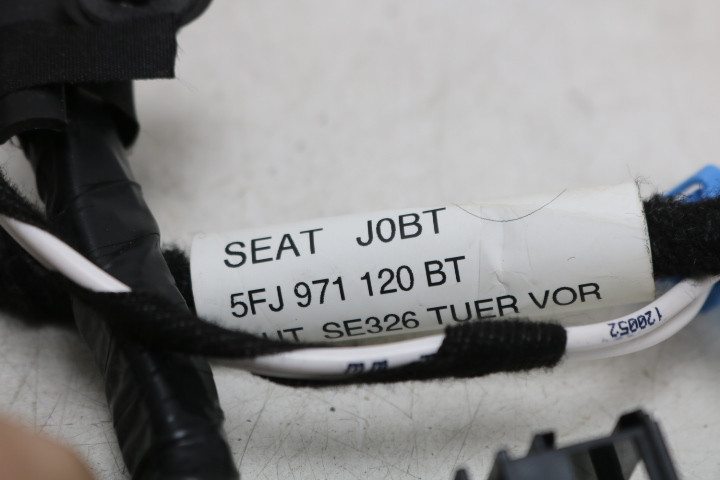 SEAT J0BT
5FJ 971 120 BT
SE326 TUER VOR
120052